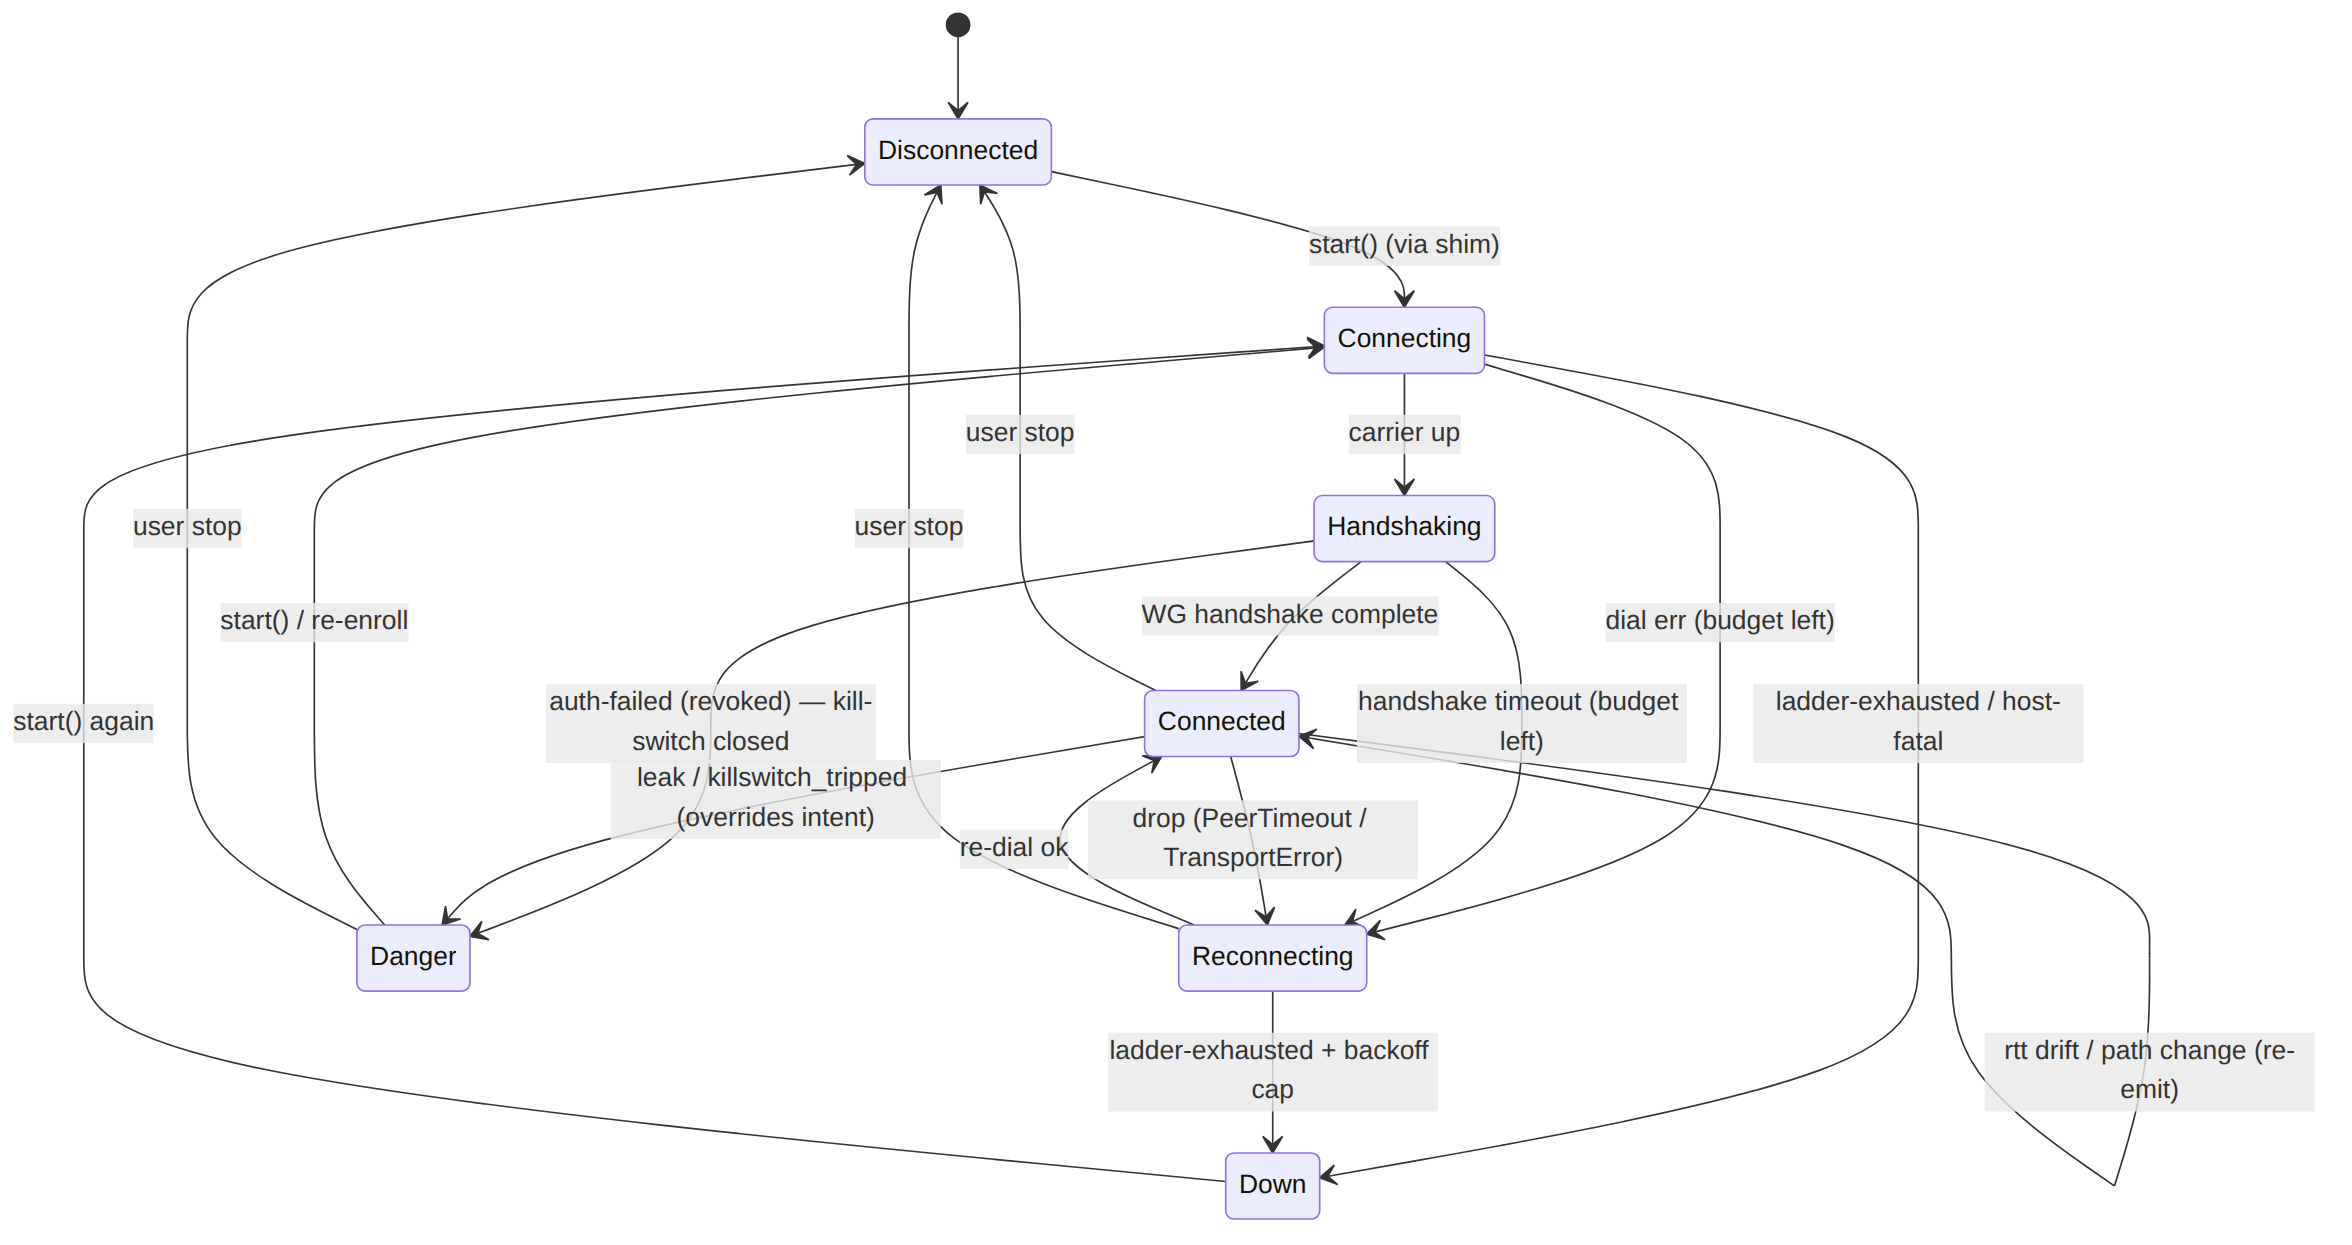 Disconnected
start() (via shim)
Connecting
user stop
carrier up
user stop
user stop
Handshaking
start() / re-enroll
WG handshake complete
dial err (budget left)
start() again
auth-failed (revoked) — kill-
switch closed
Connected
handshake timeout (budget
left)
ladder-exhausted / host-
fatal
leak / killswitch_tripped
(overrides intent)
re-dial ok
drop (PeerTimeout /
TransportError)
Danger
Reconnecting
ladder-exhausted + backoff
cap
rtt drift / path change (re-
emit)
Down